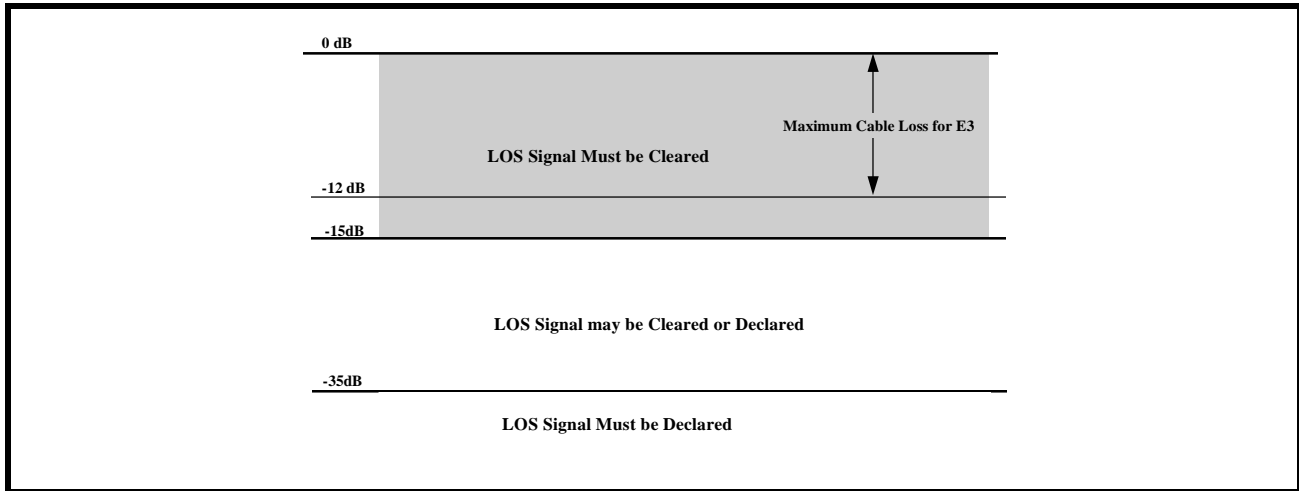 0 dB
Maximum Cable Loss for E3
LOS Signal Must be Cleared
-12 dB
-15dB
LOS Signal may be Cleared or Declared
-35dB
LOS Signal Must be Declared